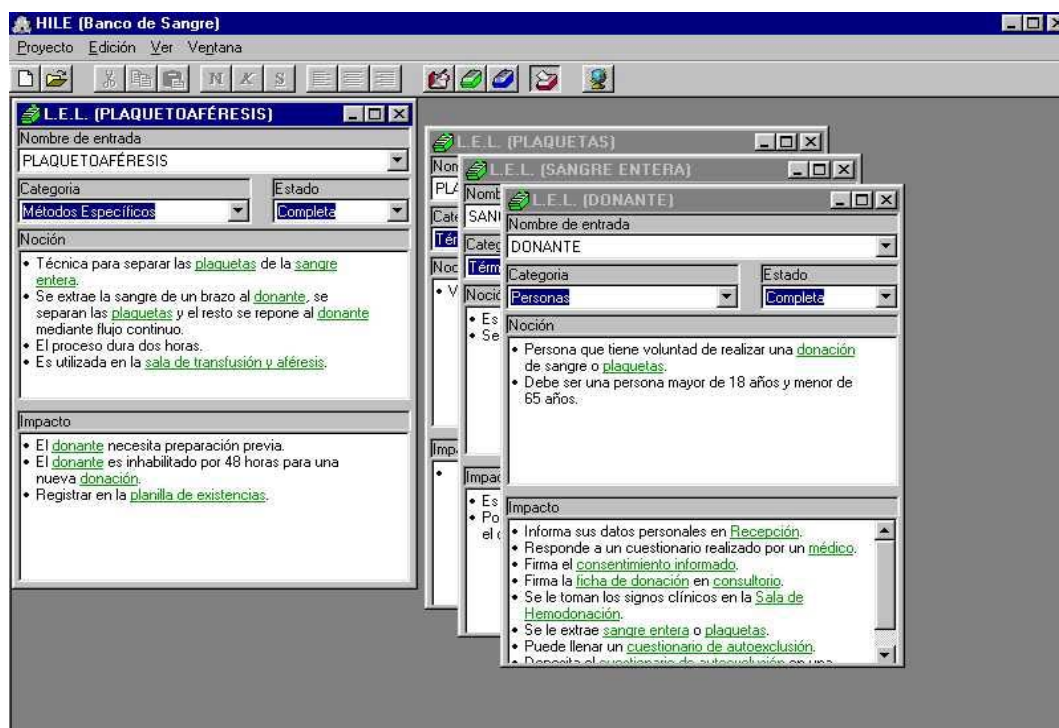 HILE (Banco de Sangre)
Proyecto Edición Ver Ventana
N K S
L.E.L. (PLAQUETOAFÉRESIS)
Nombre de entrada
PLAQUETOAFÉRESIS
Categoria Estado
Métodos Específicos Completa
Noción
• Técnica para separar las plaquetas de la sangre
entera.
• Se extrae la sangre de un brazo al donante, se
separan las plaquetas y el resto se repone al donante
mediante flujo continuo.
• El proceso dura dos horas.
• Es utilizada en la sala de transfusión y aféresis.
Impacto
• El donante necesita preparación previa.
• El donante es inhabilitado por 48 horas para una
nueva donación.
• Registrar en la planilla de existencias.
L.E.L. (PLAQUETAS)
L.E.L. (SANGRE ENTERA)
L.E.L. (DONANTE)
Nombre de entrada
DONANTE
Categoria Estado
Personas Completa
Noción
• Persona que tiene voluntad de realizar una donación
de sangre o plaquetas.
• Debe ser una persona mayor de 18 años y menor de
65 años.
Impacto
• Informa sus datos personales en Recepción.
• Responde a un cuestionario realizado por un médico.
• Firma el consentimiento informado.
• Firma la ficha de donación en consultorio.
• Se le toman los signos clínicos en la Sala de
Hemodonación.
• Se le extrae sangre entera o plaquetas.
• Puede llenar un cuestionario de autoexclusión.